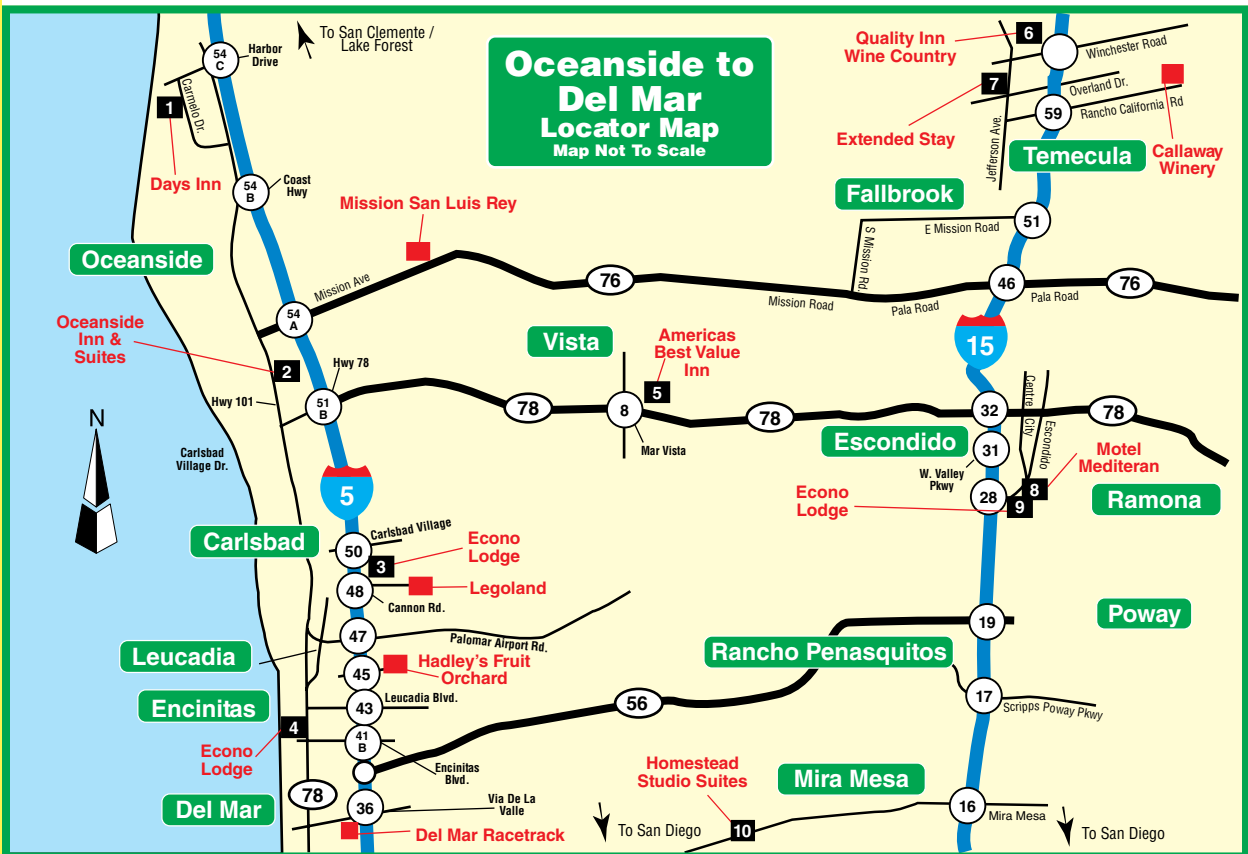 Oceanside to
Del Mar
Locator Map
Map Not To Scale
To San Clemente /
Lake Forest
54
C
Harbor
Drive
1
Carmelo Dr.
Days Inn
54
B
Coast
Hwy
Oceanside
Mission San Luis Rey
Mission Ave
54
A
76
Mission Road
Pala Road
46
Pala Road
76
S Mission Rd.
E Mission Road
51
Fallbrook
6
Quality Inn
Wine Country
Winchester Road
7
Overland Dr.
59
Rancho California Rd
Extended Stay
Jefferson Ave.
Temecula
Callaway
Winery
15
Oceanside
Inn &
Suites
2
Hwy 78
Hwy 101
51
B
78
Vista
Americas
Best Value
Inn
5
8
Mar Vista
78
32
78
Centre City
Escondido
Escondido
31
W. Valley
Pkwy
28
8
9
Motel
Mediteran
Econo
Lodge
Ramona
N
Carlsbad
Village Dr.
5
Carlsbad
50
Carlsbad Village
3
Econo
Lodge
48
Legoland
Cannon Rd.
47
Palomar Airport Rd.
Leucadia
45
Hadley's Fruit
Orchard
43
Leucadia Blvd.
Encinitas
4
41
B
Econo
Lodge
Encinitas
Blvd.
56
Rancho Penasquitos
19
Poway
17
Scripps Poway Pkwy
Del Mar
78
36
Via De La
Valle
Del Mar Racetrack
Homestead
Studio Suites
Mira Mesa
16
Mira Mesa
To San Diego
10
To San Diego